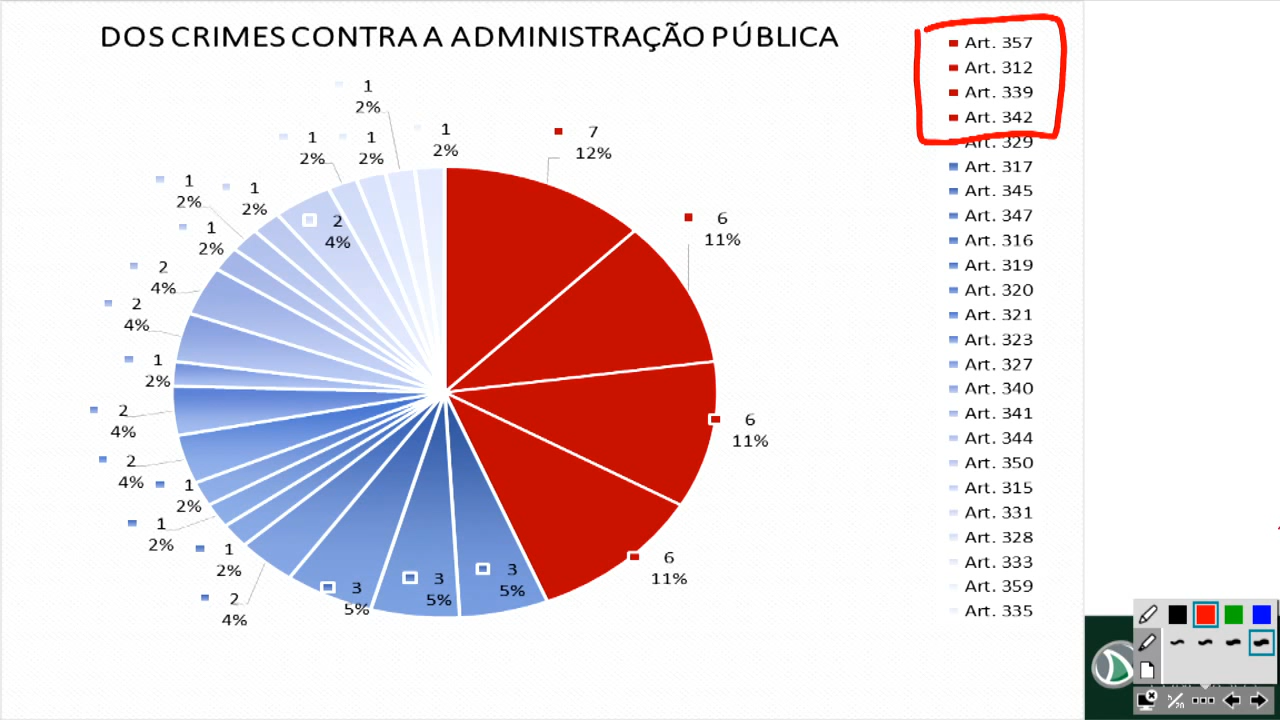 DOS CRIMES CONTRA A ADMINISTRAÇÃO PÚBLICA
1
2%
1
2%
1
2%
1
2%
7
12%
6
11%
6
11%
6
11%
3
5%
3
5%
3
5%
2
4%
1
2%
1
2%
1
2%
2
4%
2
4%
1
2%
2
4%
2
4%
1
2%
1
2%
1
2%
2
4%
Art. 357
Art. 312
Art. 339
Art. 342
Art. 329
Art. 317
Art. 345
Art. 347
Art. 316
Art. 319
Art. 320
Art. 321
Art. 323
Art. 327
Art. 340
Art. 341
Art. 344
Art. 350
Art. 315
Art. 331
Art. 328
Art. 333
Art. 359
Art. 335